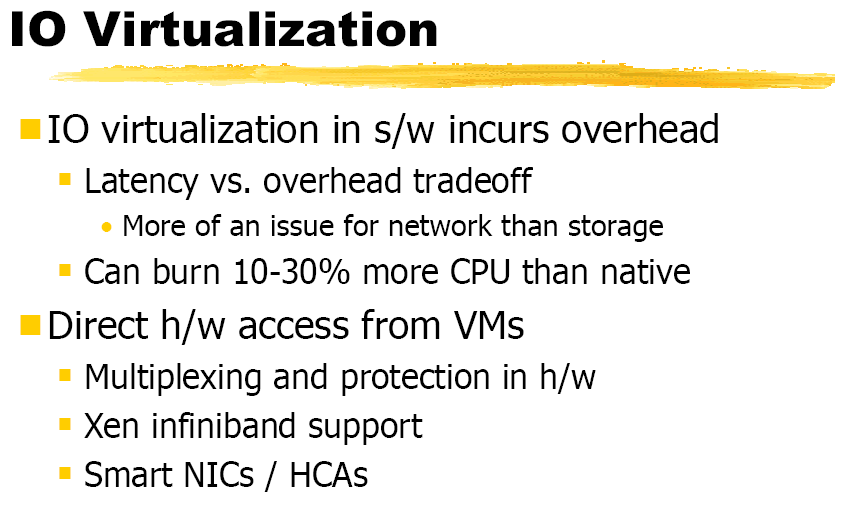 IO Virtualization
IO virtualization in s/w incurs overhead
Latency vs. overhead tradeoff
More of an issue for network than storage
Can burn 10-30% more CPU than native
Direct h/w access from VMs
Multiplexing and protection in h/w
Xen infiniband support
Smart NICs / HCAs